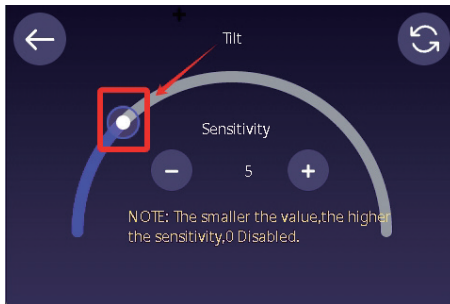 Tilt
Sensitivity
− 5 +
NOTE: The smaller the value,the higher
the sensitivity,0 Disabled.